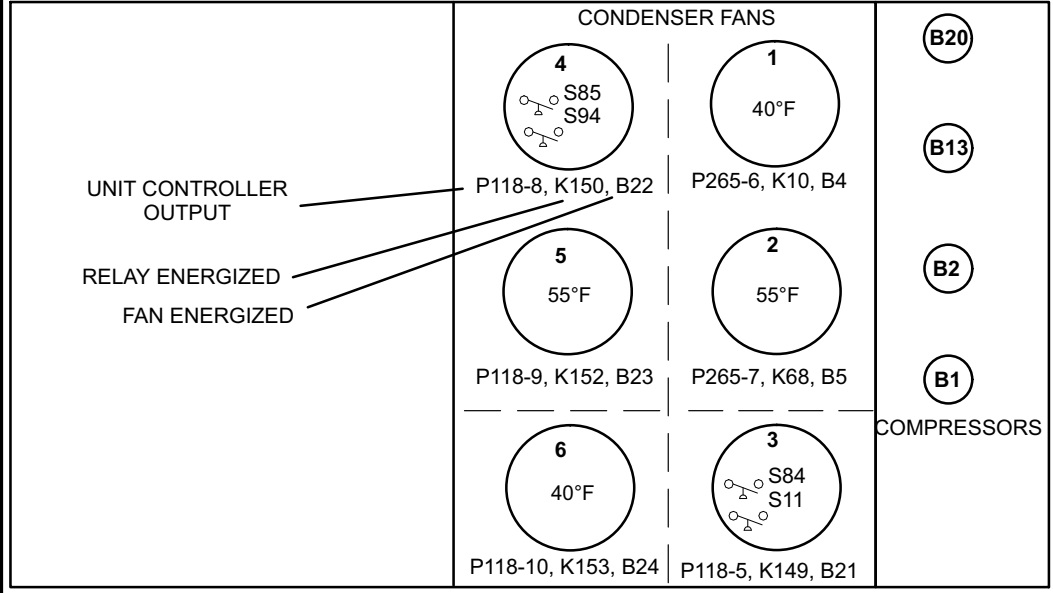 CONDENSER FANS
4
S85
S94
P118-8, K150, B22
1
40°F
P265-6, K10, B4
5
55°F
P118-9, K152, B23
2
55°F
P265-7, K68, B5
6
40°F
P118-10, K153, B24
3
S84
S11
P118-5, K149, B21
UNIT CONTROLLER
OUTPUT
RELAY ENERGIZED
FAN ENERGIZED
B20
B13
B2
B1
COMPRESSORS